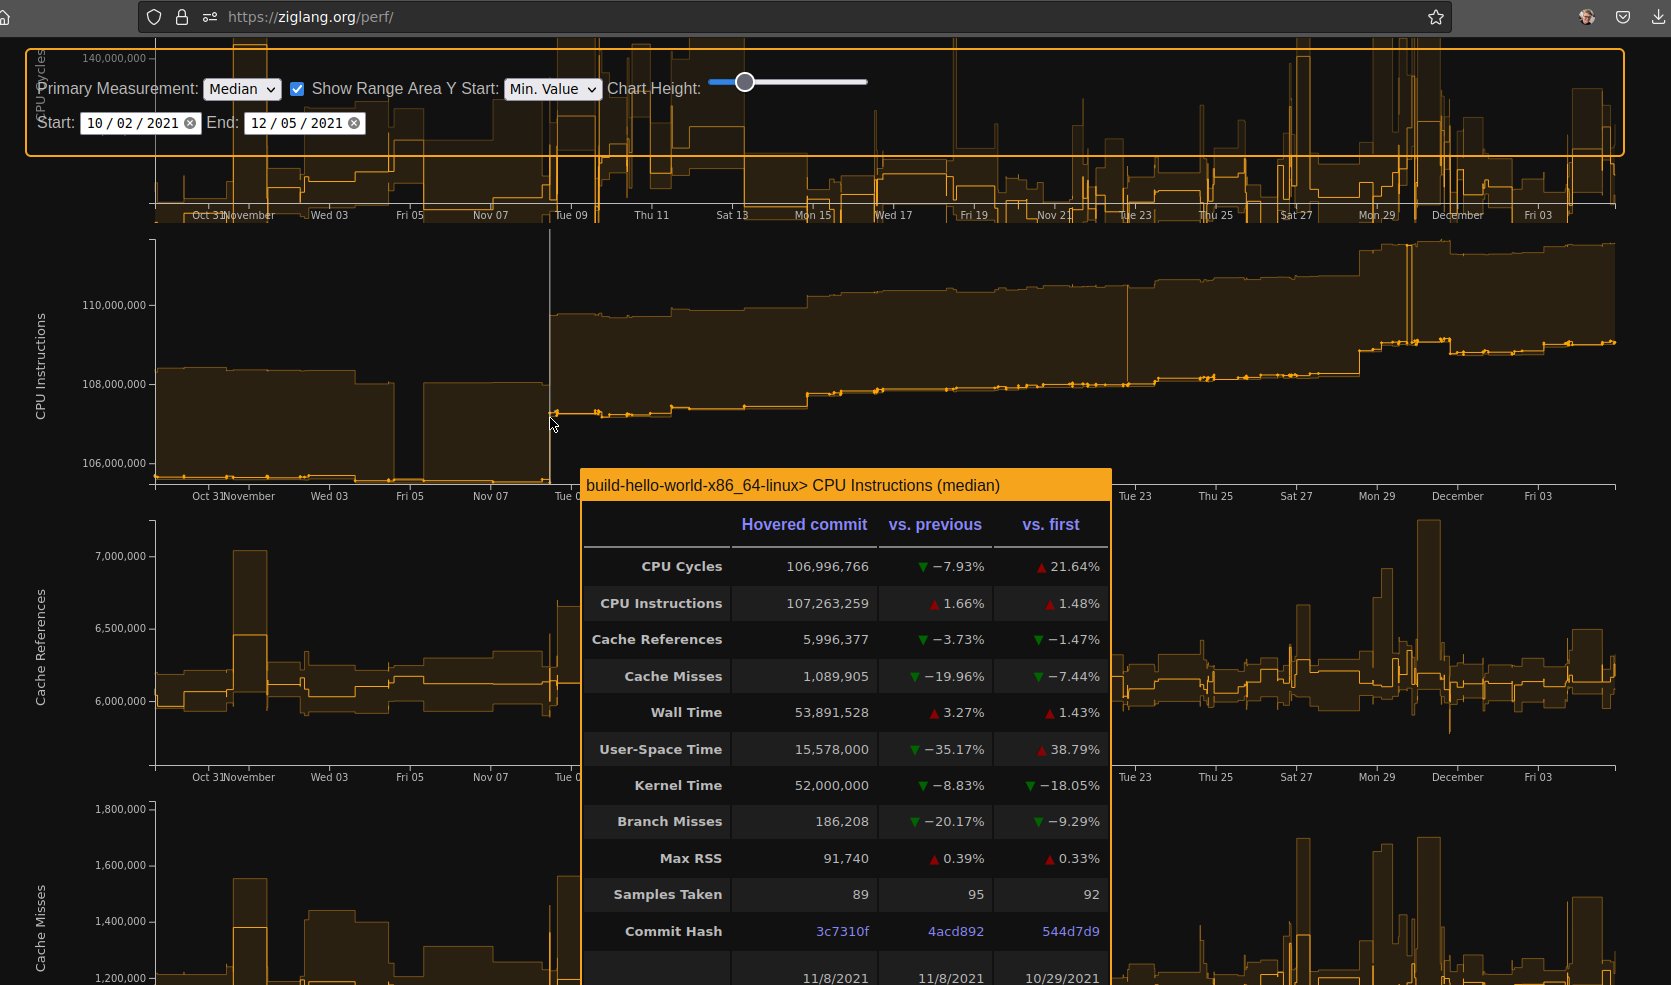 https://ziglang.org/perf/
CPU Cycles
140,000,000
Primary Measurement: Median Show Range Area Y Start: Min. Value Chart Height:
Start: 10/02/2021 End: 12/05/2021
Oct 31 November Wed 03 Fri 05 Nov 07 Tue 09 Thu 11 Sat 13 Mon 15 Wed 17 Fri 19 Nov 21 Tue 23 Thu 25 Sat 27 Mon 29 December Fri 03
CPU Instructions
110,000,000
108,000,000
106,000,000
Oct 31 November Wed 03 Fri 05 Nov 07 Tue 0 Tue 23 Thu 25 Sat 27 Mon 29 December Fri 03
build-hello-world-x86_64-linux> CPU Instructions (median)
Hovered commit vs. previous vs. first
CPU Cycles 106,996,766 ▼ −7.93% ▲ 21.64%
CPU Instructions 107,263,259 ▲ 1.66% ▲ 1.48%
Cache References 5,996,377 ▼ −3.73% ▼ −1.47%
Cache Misses 1,089,905 ▼ −19.96% ▼ −7.44%
Wall Time 53,891,528 ▲ 3.27% ▲ 1.43%
User-Space Time 15,578,000 ▼ −35.17% ▲ 38.79%
Kernel Time 52,000,000 ▼ −8.83% ▼ −18.05%
Branch Misses 186,208 ▼ −20.17% ▼ −9.29%
Max RSS 91,740 ▲ 0.39% ▲ 0.33%
Samples Taken 89 95 92
Commit Hash 3c7310f 4acd892 544d7d9
11/8/2021 11/8/2021 10/29/2021
Cache References
7,000,000
6,500,000
6,000,000
Oct 31 November Wed 03 Fri 05 Nov 07 Tue 0 Tue 23 Thu 25 Sat 27 Mon 29 December Fri 03
Cache Misses
1,800,000
1,600,000
1,400,000
1,200,000